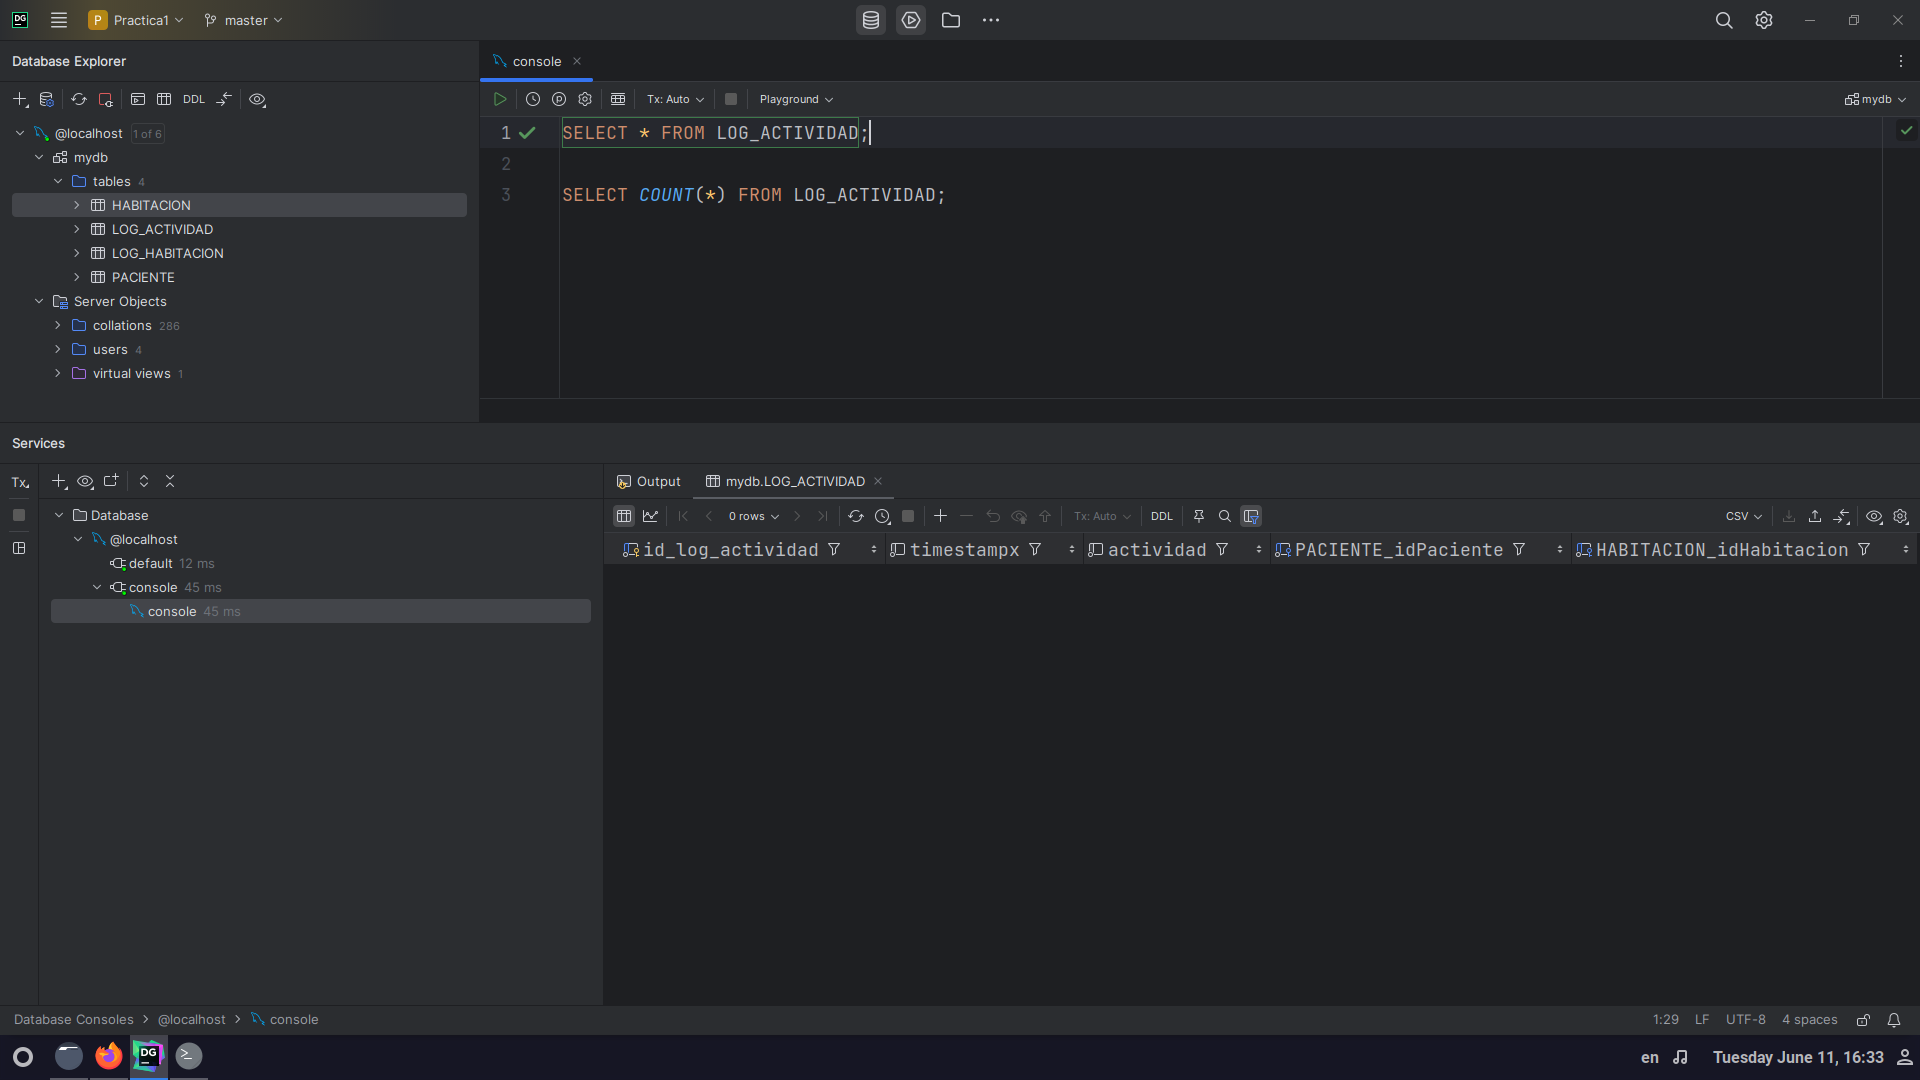 DG
P Practica1
master
Database Explorer
console
DDL
Tx: Auto
Playground
mydb
@localhost 1 of 6
mydb
tables 4
HABITACION
LOG_ACTIVIDAD
LOG_HABITACION
PACIENTE
Server Objects
collations 286
users 4
virtual views 1
1 SELECT * FROM LOG_ACTIVIDAD;
2
3 SELECT COUNT(*) FROM LOG_ACTIVIDAD;
Services
Tx
Output
mydb.LOG_ACTIVIDAD
Database
@localhost
default 12 ms
console 45 ms
console 45 ms
0 rows
Tx: Auto
DDL
CSV
id_log_actividad
timestampx
actividad
PACIENTE_idPaciente
HABITACION_idHabitacion
Database Consoles > @localhost > console
1:29 LF UTF-8 4 spaces
DG
en
Tuesday June 11, 16:33